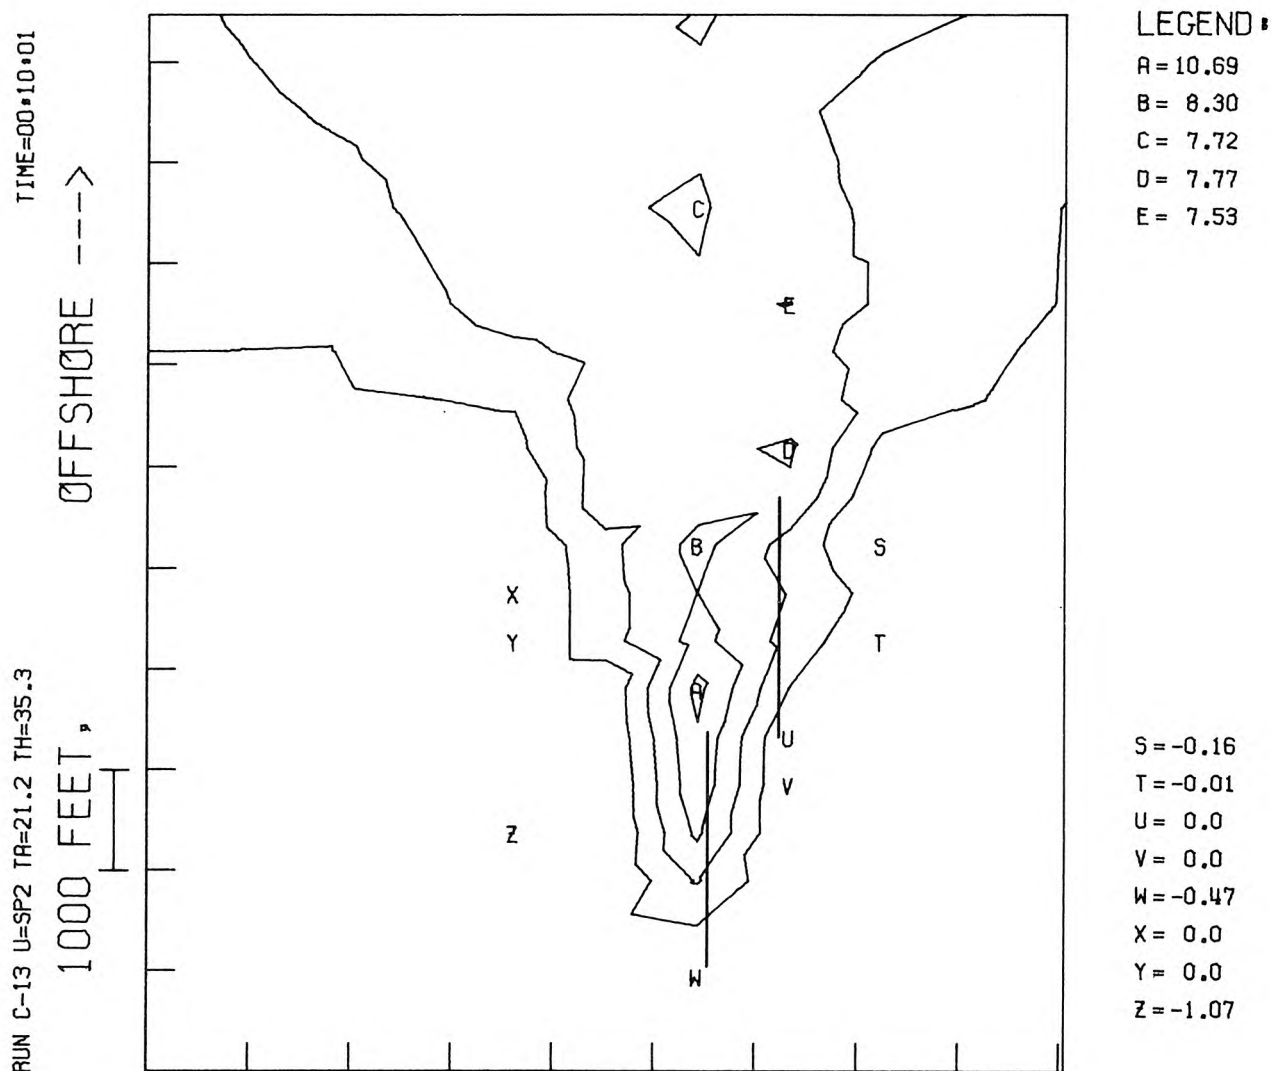 TIME=00:10:01
OFFSHORE --->
RUN C-13 U=SP2 TA=21.2 TH=35.3
1000 FEET,
C
E
D
B
S
X
Y
T
A
U
V
Z
W
LEGEND:
A=10.69
B= 8.30
C= 7.72
D= 7.77
E= 7.53
S=-0.16
T=-0.01
U= 0.0
V= 0.0
W=-0.47
X= 0.0
Y= 0.0
Z=-1.07